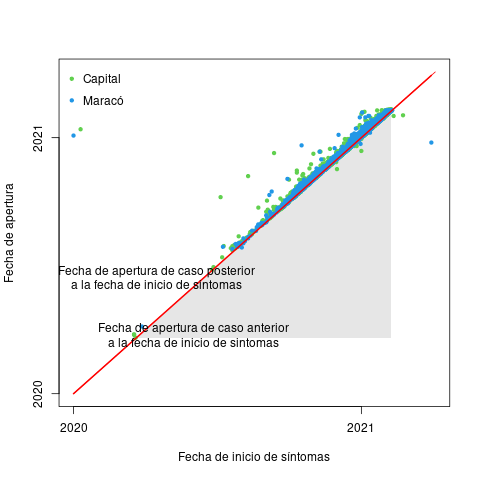 Capital
Maracó
2021
Fecha de apertura
Fecha de apertura de caso posterior
a la fecha de inicio de síntomas
Fecha de apertura de caso anterior
a la fecha de inicio de síntomas
2020
2020
2021
Fecha de inicio de síntomas